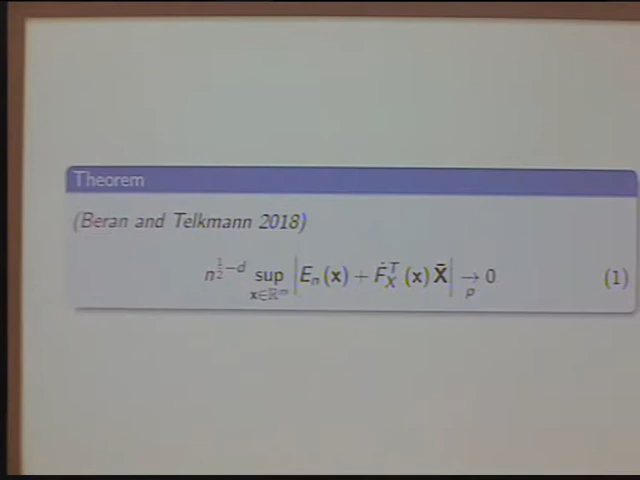 Theorem
(Beran and Telkmann 2018)
n^{1/2-d} sup_{x∈ℝ^m} |E_n(x) + Ḟ_X^T(x) X̄| →_p 0 (1)